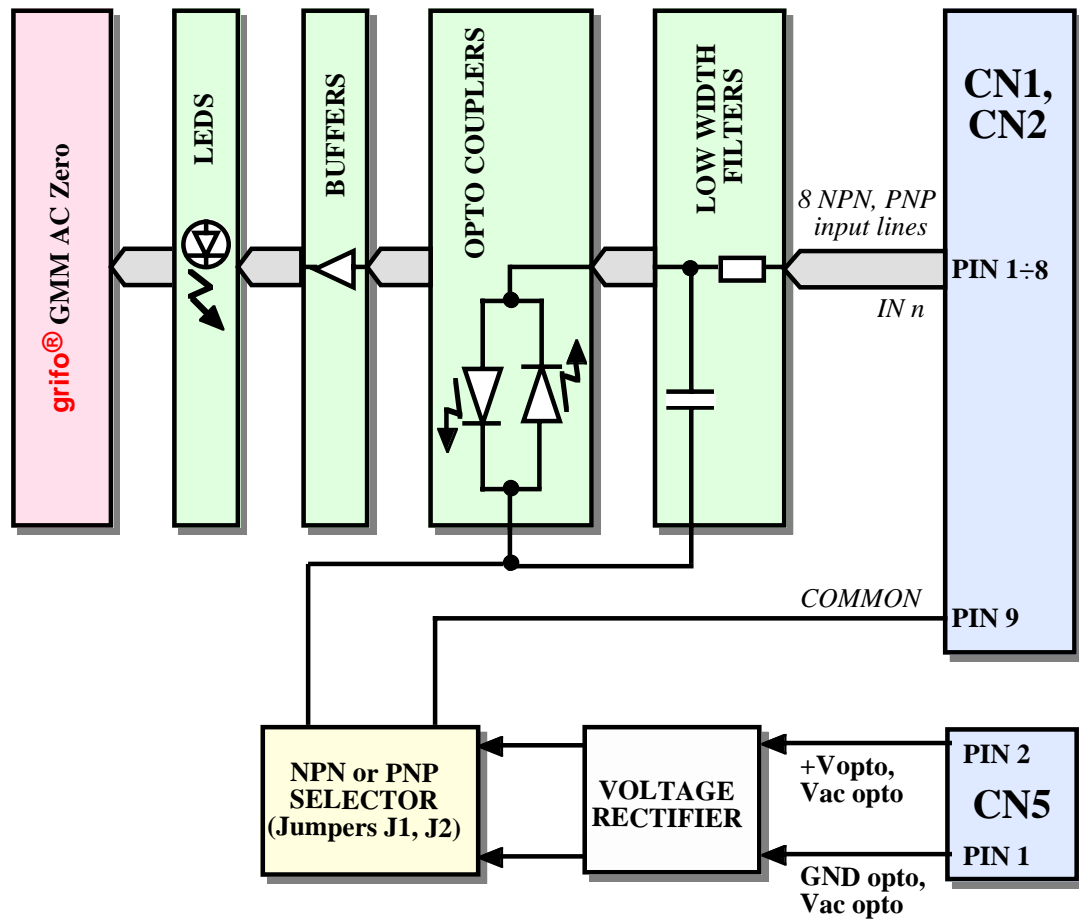 grifo® GMM AC Zero
LEDS
BUFFERS
OPTO COUPLERS
LOW WIDTH
FILTERS
CN1,
CN2
8 NPN, PNP
input lines
PIN 1÷8
IN n
COMMON
PIN 9
NPN or PNP
SELECTOR
(Jumpers J1, J2)
VOLTAGE
RECTIFIER
+Vopto,
Vac opto
PIN 2
CN5
PIN 1
GND opto,
Vac opto